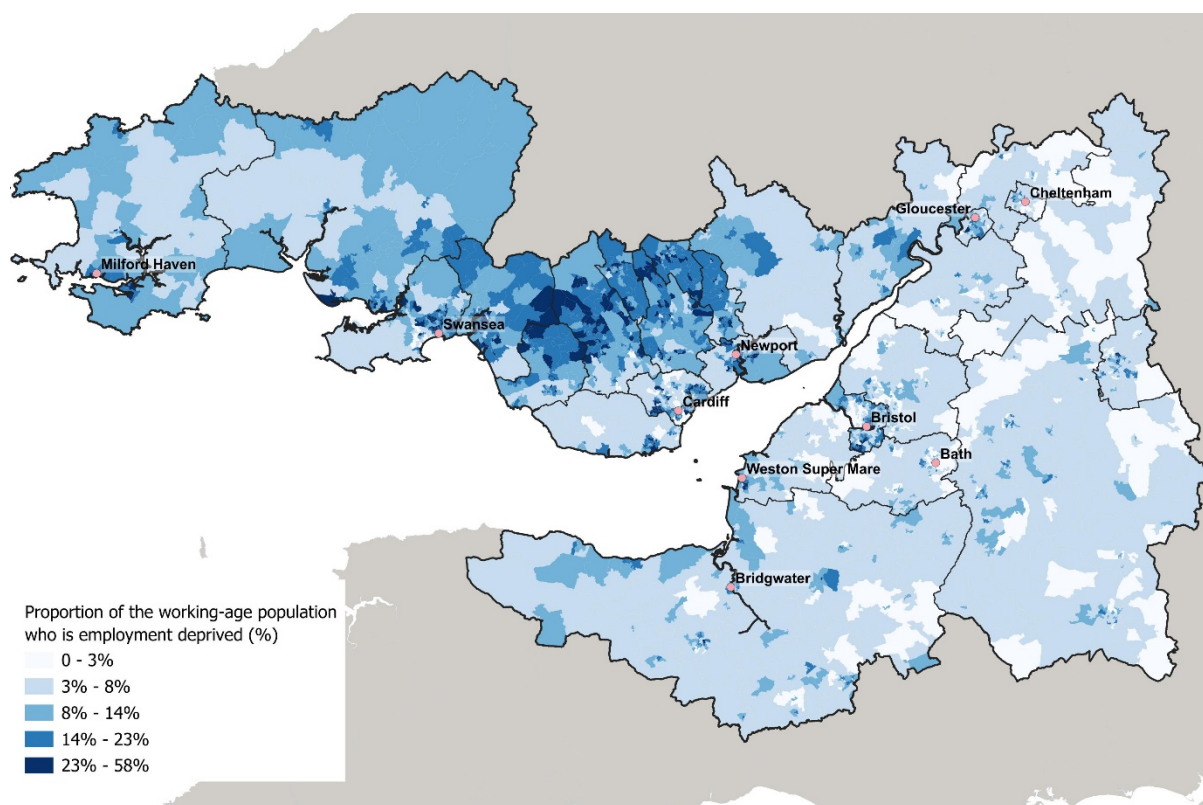 Cheltenham
Gloucester
Milford Haven
Swansea
Newport
Cardiff
Bristol
Bath
Weston Super Mare
Bridgwater
Proportion of the working-age population
who is employment deprived (%)
0 - 3%
3% - 8%
8% - 14%
14% - 23%
23% - 58%